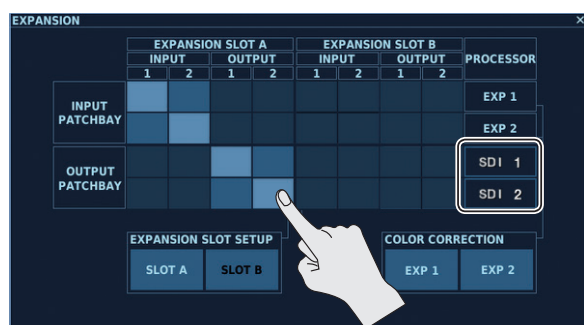 EXPANSION ×
EXPANSION SLOT A EXPANSION SLOT B PROCESSOR
INPUT OUTPUT INPUT OUTPUT
1 2 1 2 1 2 1 2
INPUT
PATCHBAY
EXP 1
EXP 2
OUTPUT
PATCHBAY
SDI 1
SDI 2
EXPANSION SLOT SETUP
SLOT A SLOT B
COLOR CORRECTION
EXP 1 EXP 2